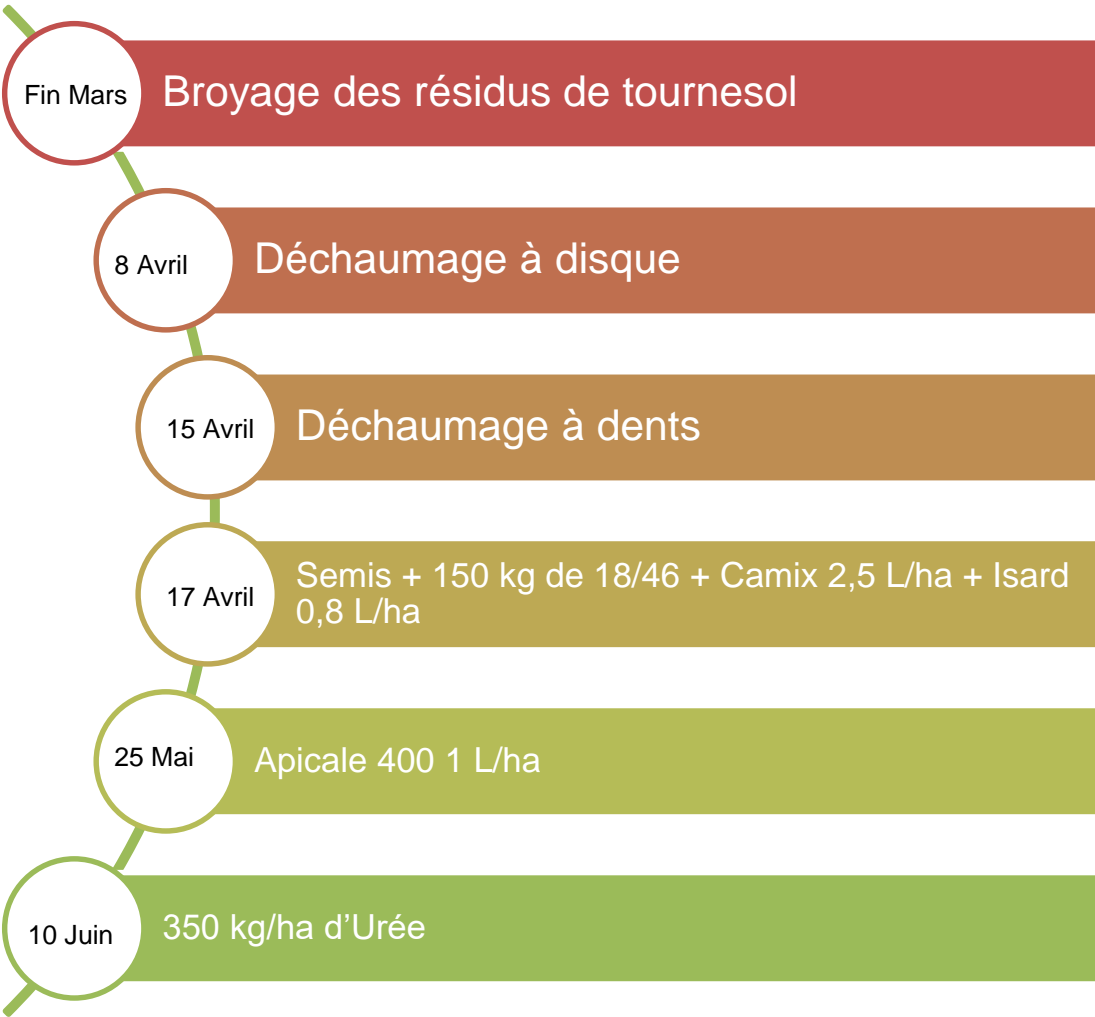 Fin Mars
Broyage des résidus de tournesol
8 Avril
Déchaumage à disque
15 Avril
Déchaumage à dents
17 Avril
Semis + 150 kg de 18/46 + Camix 2,5 L/ha + Isard
0,8 L/ha
25 Mai
Apicale 400 1 L/ha
10 Juin
350 kg/ha d’Urée